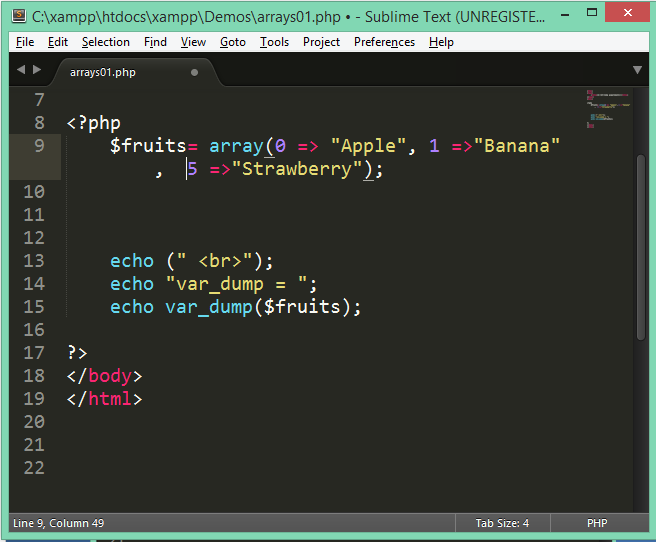 C:\xampp\htdocs\xampp\Demos\arrays01.php • - Sublime Text (UNREGISTE...
File Edit Selection Find View Goto Tools Project Preferences Help
arrays01.php
7
8 <?php
9 $fruits= array(0 => "Apple", 1 =>"Banana"
, 5 =>"Strawberry");
10
11
12
13 echo (" <br>");
14 echo "var_dump = ";
15 echo var_dump($fruits);
16
17 ?>
18 </body>
19 </html>
20
21
22
Line 9, Column 49 Tab Size: 4 PHP